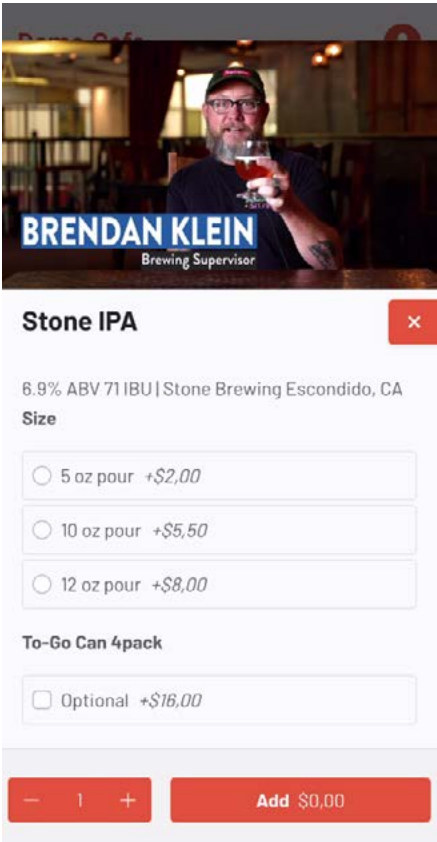 Demo Cafe
BRENDAN KLEIN
Brewing Supervisor
Stone IPA
×
6.9% ABV 71 IBU | Stone Brewing Escondido, CA
Size
5 oz pour +$2,00
10 oz pour +$5,50
12 oz pour +$8,00
To-Go Can 4pack
Optional +$16,00
− 1 + Add $0,00